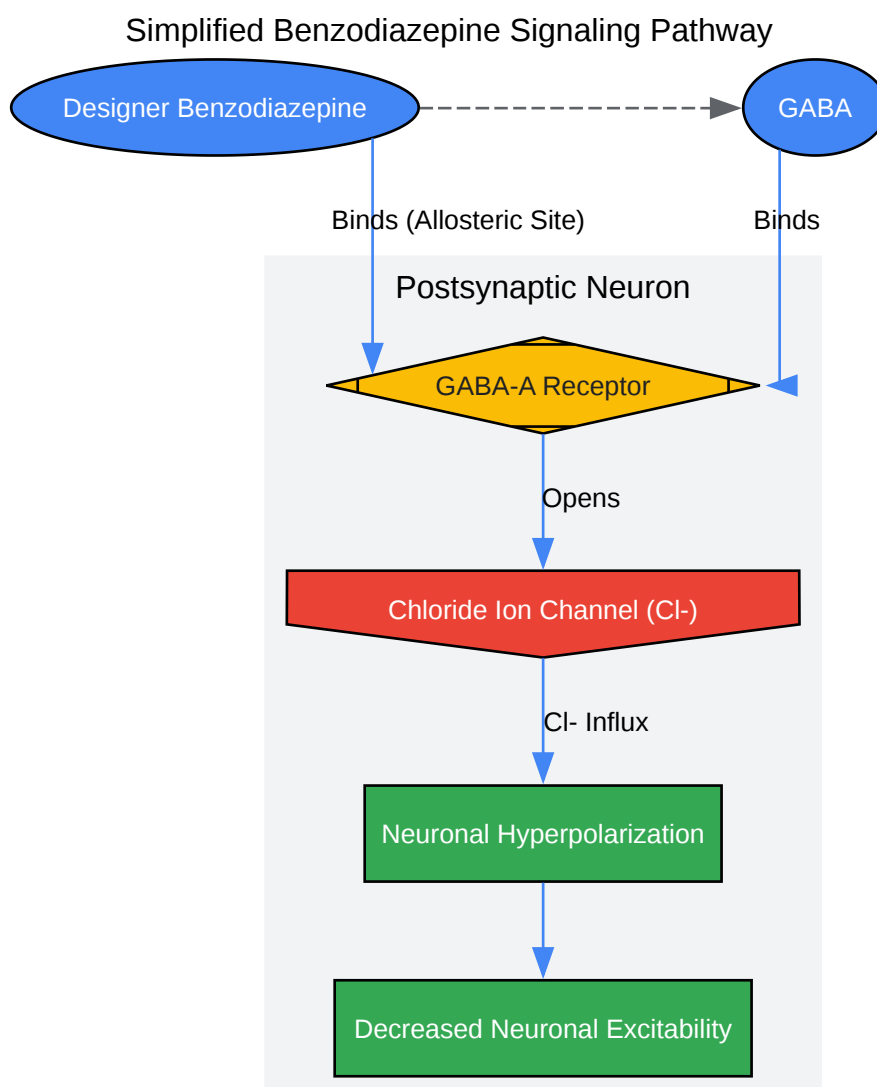 Simplified Benzodiazepine Signaling Pathway
Designer Benzodiazepine
GABA
Binds (Allosteric Site)
Binds
Postsynaptic Neuron
GABA-A Receptor
Opens
Chloride Ion Channel (Cl-)
Cl- Influx
Neuronal Hyperpolarization
Decreased Neuronal Excitability